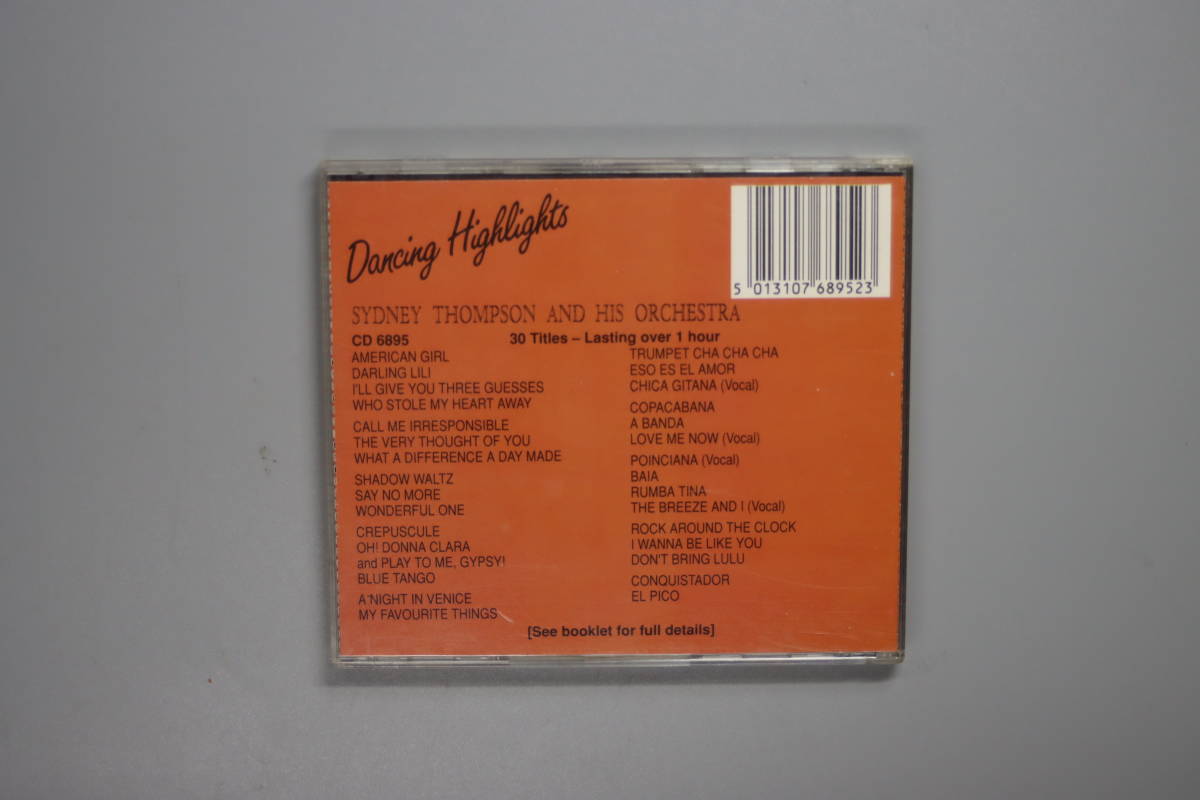 Dancing Highlights
5 013107 689523
SYDNEY THOMPSON AND HIS ORCHESTRA
CD 6895
30 Titles – Lasting over 1 hour
AMERICAN GIRL
DARLING LILI
I'LL GIVE YOU THREE GUESSES
WHO STOLE MY HEART AWAY
CALL ME IRRESPONSIBLE
THE VERY THOUGHT OF YOU
WHAT A DIFFERENCE A DAY MADE
SHADOW WALTZ
SAY NO MORE
WONDERFUL ONE
CREPUSCULE
OH! DONNA CLARA
and PLAY TO ME, GYPSY!
BLUE TANGO
A NIGHT IN VENICE
MY FAVOURITE THINGS
TRUMPET CHA CHA CHA
ESO ES EL AMOR
CHICA GITANA (Vocal)
COPACABANA
A BANDA
LOVE ME NOW (Vocal)
POINCIANA (Vocal)
BAIA
RUMBA TINA
THE BREEZE AND I (Vocal)
ROCK AROUND THE CLOCK
I WANNA BE LIKE YOU
DON'T BRING LULU
CONQUISTADOR
EL PICO
[See booklet for full details]